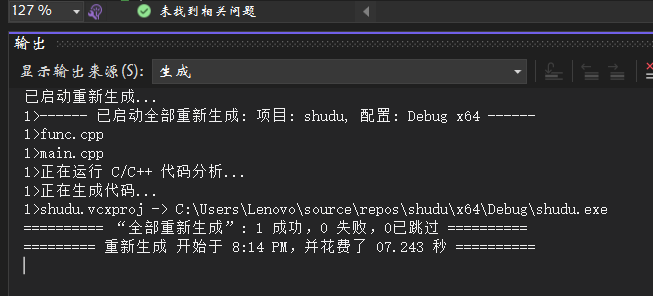 127 % 未找到相关问题
输出
显示输出来源(S): 生成
已启动重新生成...
1>------ 已启动全部重新生成: 项目: shudu, 配置: Debug x64 ------
1>func.cpp
1>main.cpp
1>正在运行 C/C++ 代码分析...
1>正在生成代码...
1>shudu.vcxproj -> C:\Users\Lenovo\source\repos\shudu\x64\Debug\shudu.exe
========== “全部重新生成”: 1 成功，0 失败，0已跳过 ==========
========= 重新生成 开始于 8:14 PM，并花费了 07.243 秒 ==========